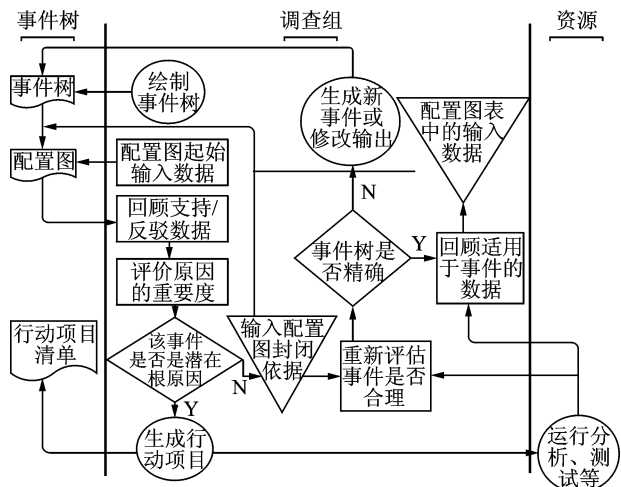 事件树
调查组
资源
事件树
绘制
事件树
生成新
事件或
修改输出
配置图表
中的输入
数据
配置图
配置图起始
输入数据
N
回顾支持/
反驳数据
事件树是
否精确
Y
回顾适用
于事件的
数据
评价原因
的重要度
行动项目
清单
该事件
是否是潜在
根原因
N
输入配置
图封闭
依据
重新评估
事件是否
合理
Y
生成行
动项目
运行分
析、测
试等